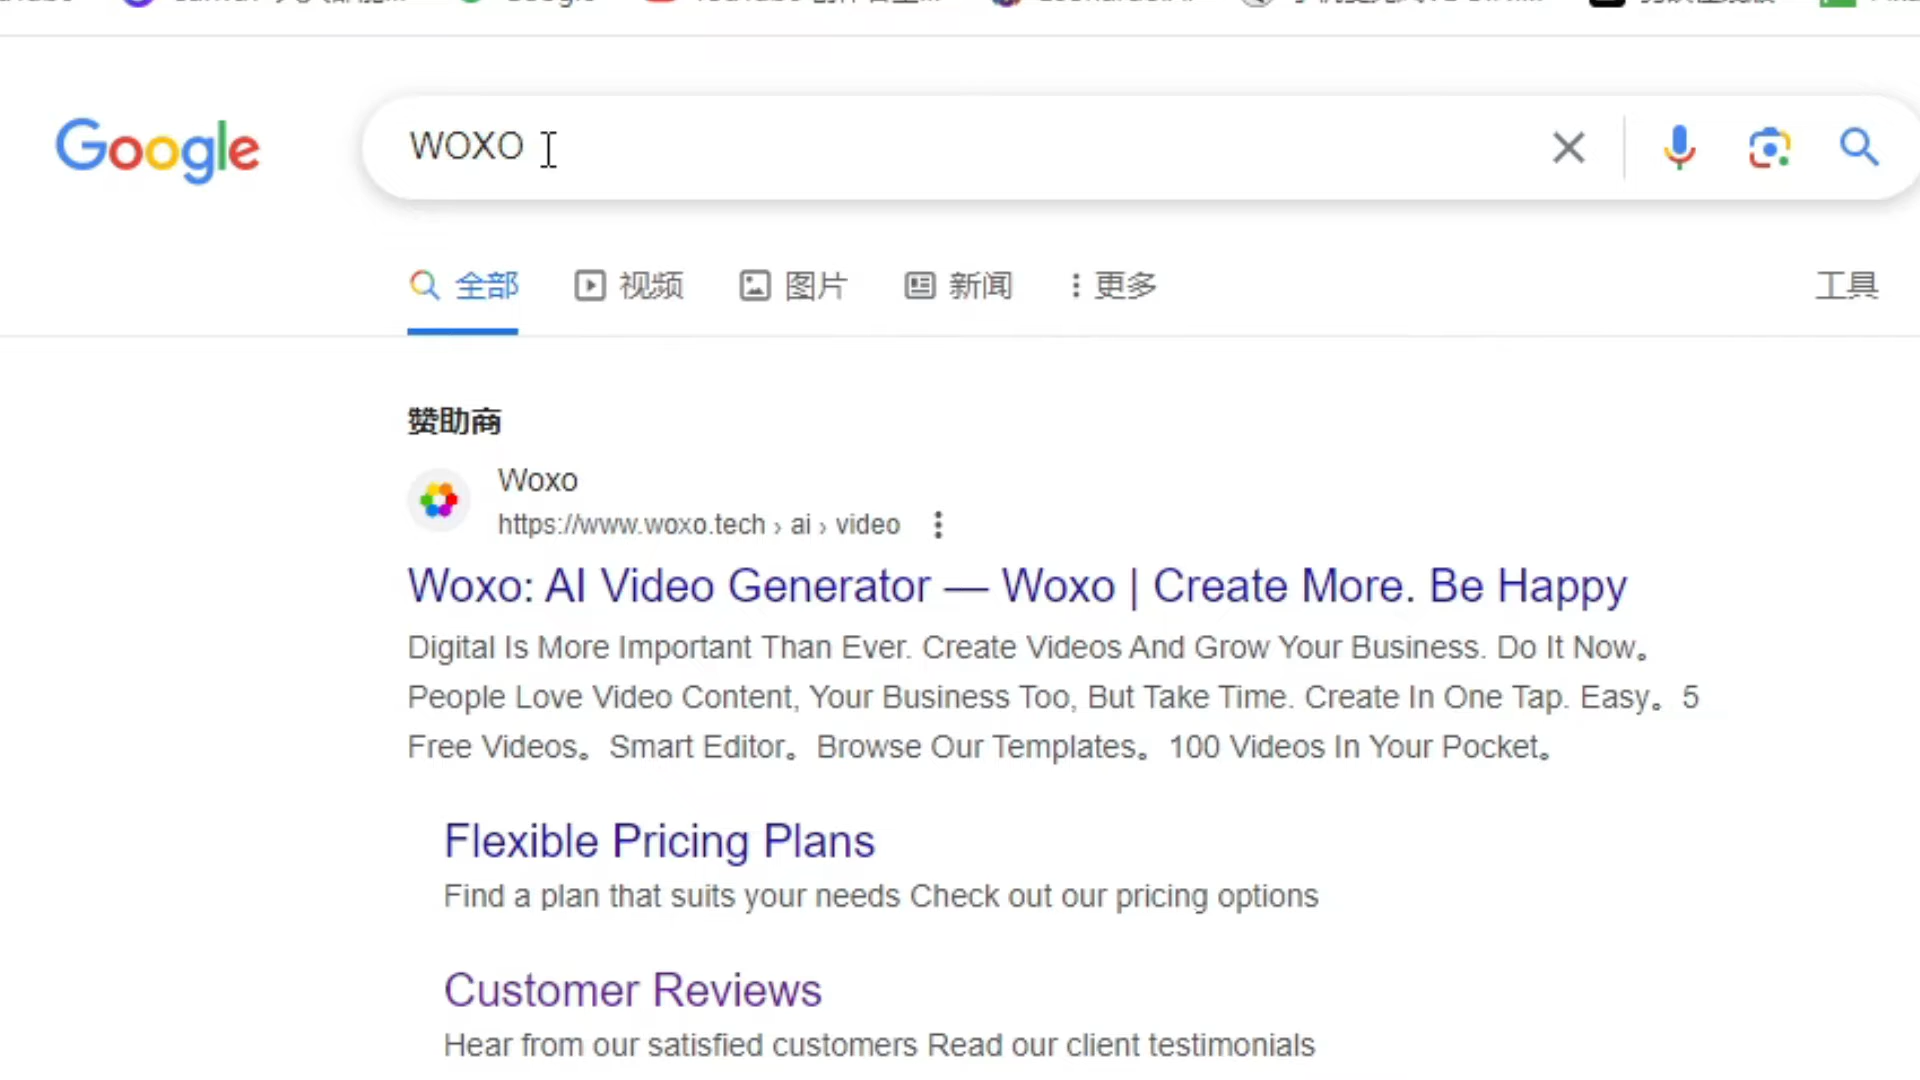 Google
WOXO
全部 视频 图片 新闻 更多 工具
赞助商
Woxo
https://www.woxo.tech › ai › video
Woxo: AI Video Generator — Woxo | Create More. Be Happy
Digital Is More Important Than Ever. Create Videos And Grow Your Business. Do It Now。
People Love Video Content, Your Business Too, But Take Time. Create In One Tap. Easy。5
Free Videos。Smart Editor。Browse Our Templates。100 Videos In Your Pocket。
Flexible Pricing Plans
Find a plan that suits your needs Check out our pricing options
Customer Reviews
Hear from our satisfied customers Read our client testimonials